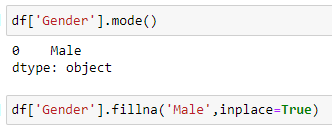 df['Gender'].mode()
0    Male
dtype: object
df['Gender'].fillna('Male',inplace=True)